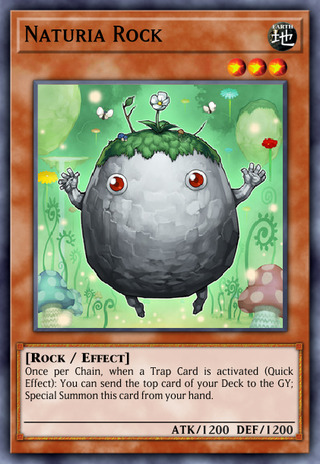 Naturia Rock
EARTH
地
[Rock / Effect]
Once per Chain, when a Trap Card is activated (Quick
Effect): You can send the top card of your Deck to the GY;
Special Summon this card from your hand.
ATK/1200 DEF/1200